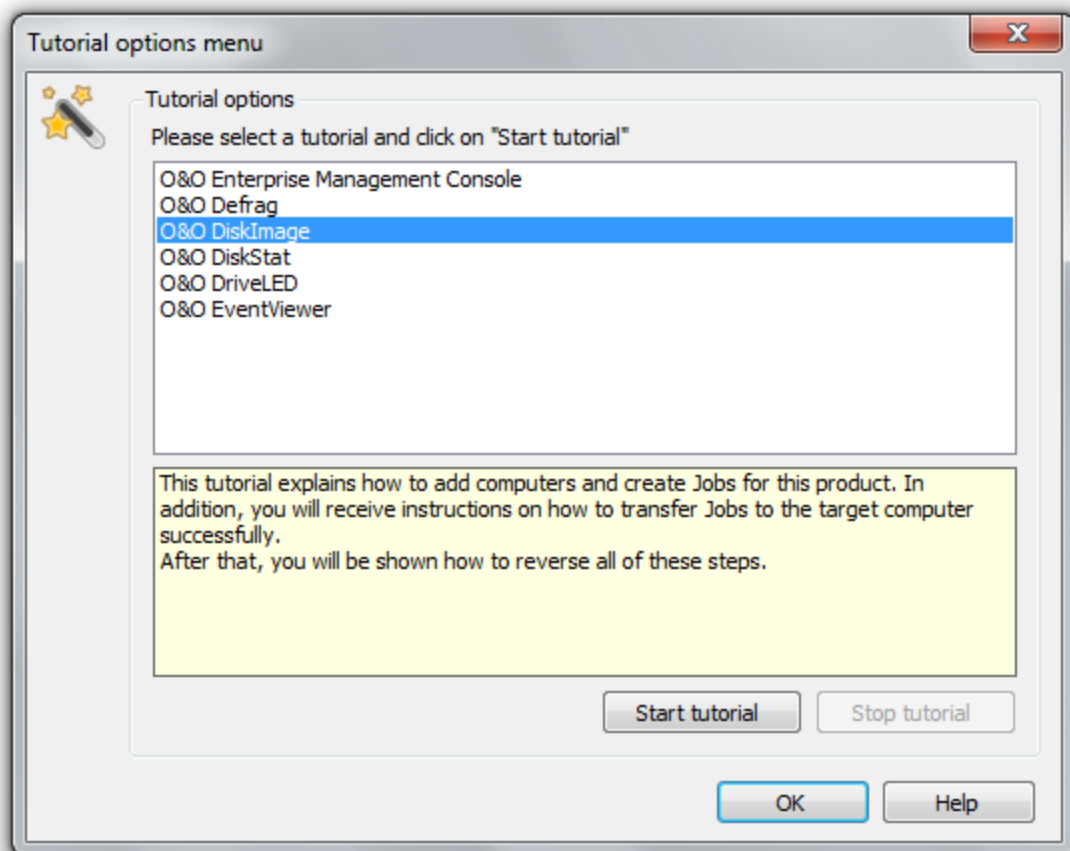 Tutorial options menu
Tutorial options
Please select a tutorial and click on "Start tutorial"
O&O Enterprise Management Console
O&O Defrag
O&O DiskImage
O&O DiskStat
O&O DriveLED
O&O EventViewer
This tutorial explains how to add computers and create Jobs for this product. In
addition, you will receive instructions on how to transfer Jobs to the target computer
successfully.
After that, you will be shown how to reverse all of these steps.
Start tutorial
Stop tutorial
OK
Help